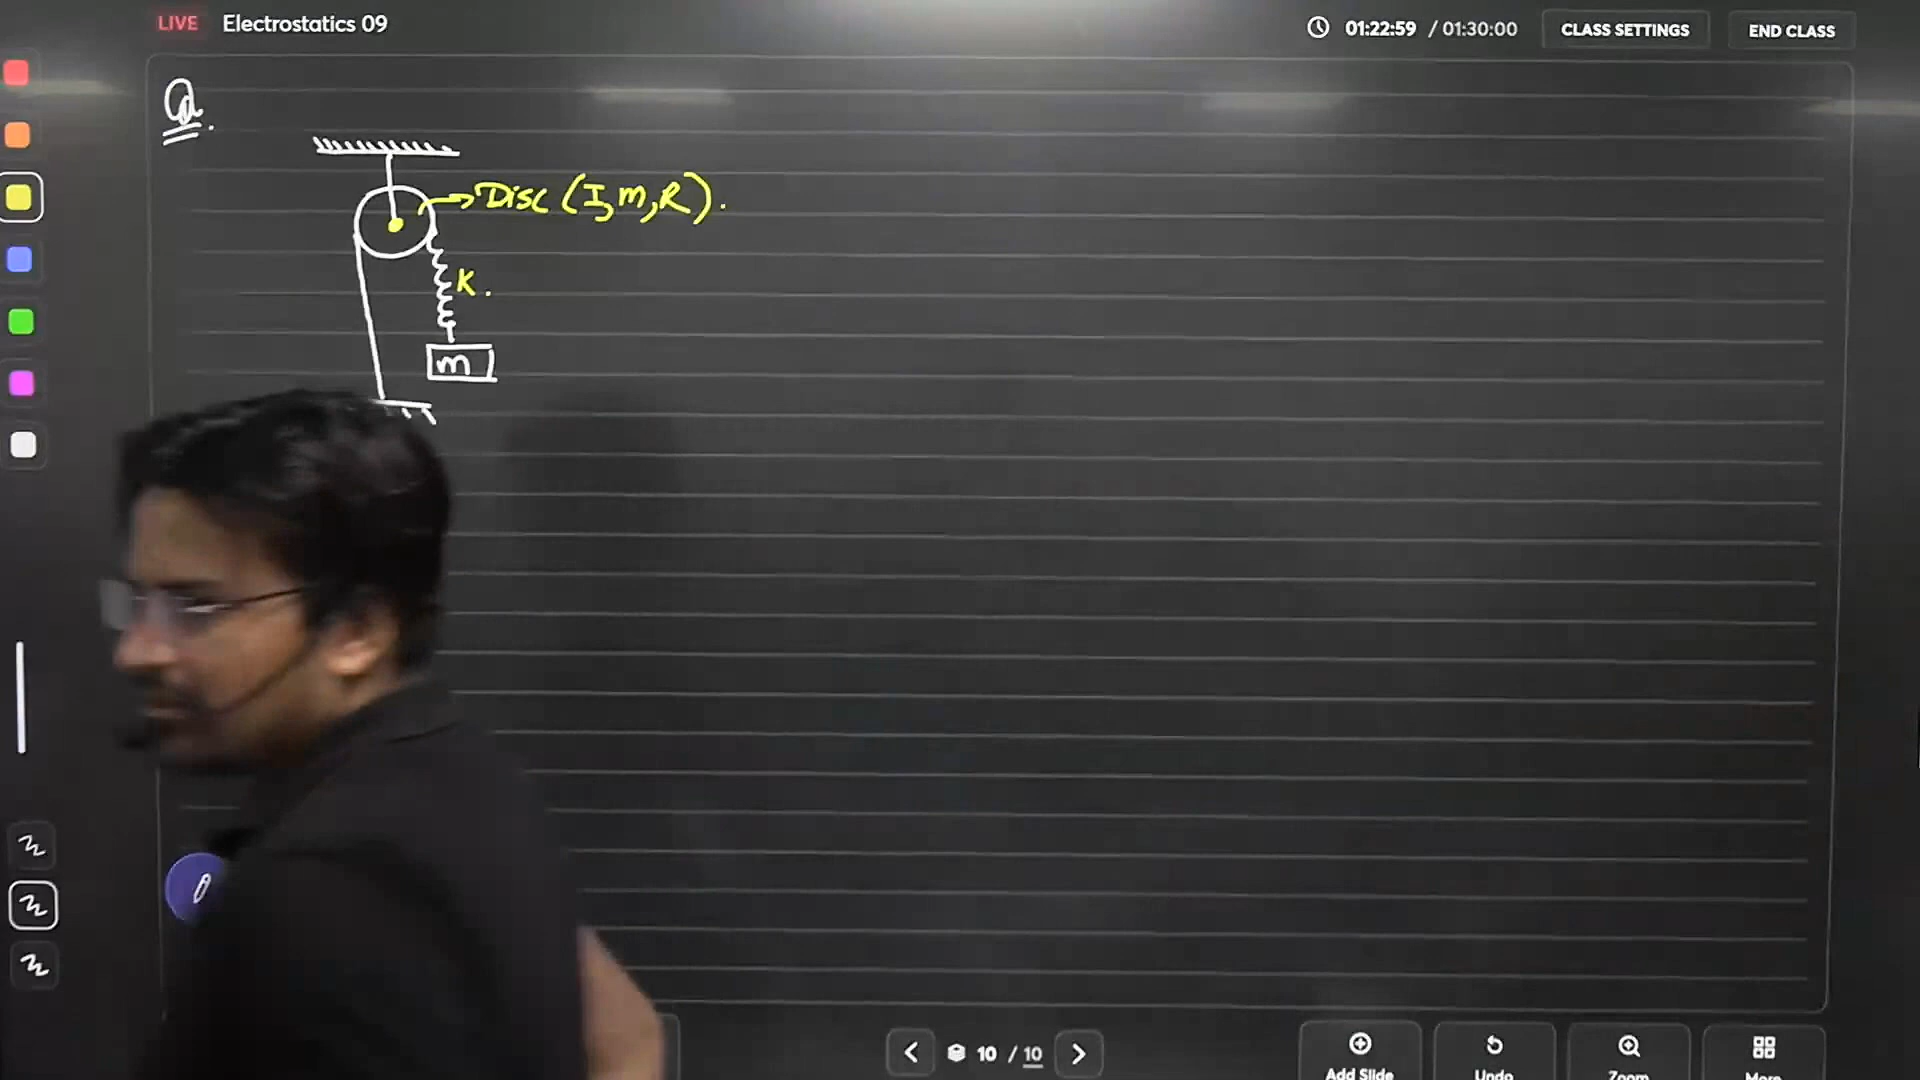 LIVE Electrostatics 09 01:22:59 / 01:30:00 CLASS SETTINGS END CLASS
Q.
Disc (I, m, R).
K.
m
10 / 10
Add Slide Undo Zoom More